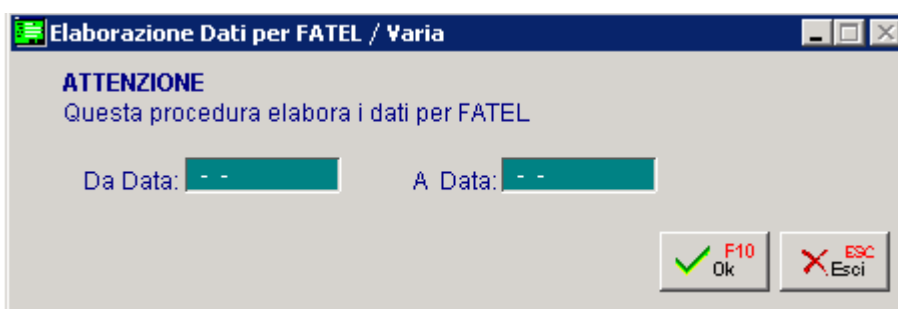 Elaborazione Dati per FATEL / Varia
ATTENZIONE
Questa procedura elabora i dati per FATEL
Da Data: - - A Data: - -
F10 ESC
Ok Esci